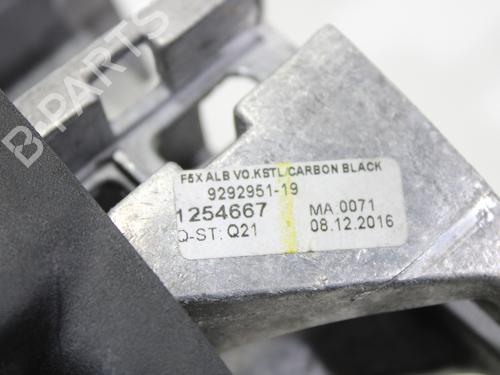 B-PARTS
F5X ALB VO.KSTL/CARBON BLACK
9292951-19
1254667 MA 0071
Q-ST: Q21 08.12.2016